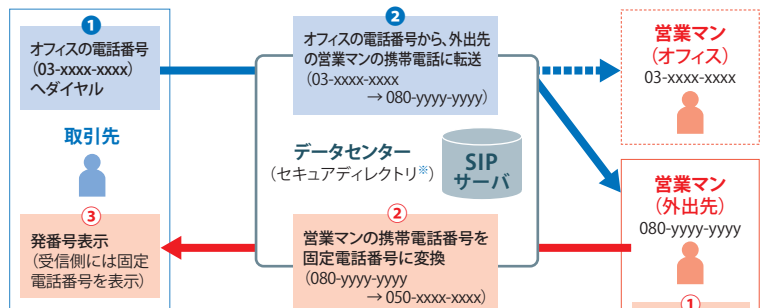 ❶
オフィスの電話番号
（03-xxxx-xxxx）
へダイヤル
取引先
③
発番号表示
（受信側には固定
電話番号を表示）
❷
オフィスの電話番号から、外出先
の営業マンの携帯電話に転送
（03-xxxx-xxxx
→ 080-yyyy-yyyy）
データセンター
（セキュアディレクトリ※）
SIP
サーバ
②
営業マンの携帯電話番号を
固定電話番号に変換
（080-yyyy-yyyy
→ 050-xxxx-xxxx）
営業マン
（オフィス）
03-xxxx-xxxx
営業マン
（外出先）
080-yyyy-yyyy
①